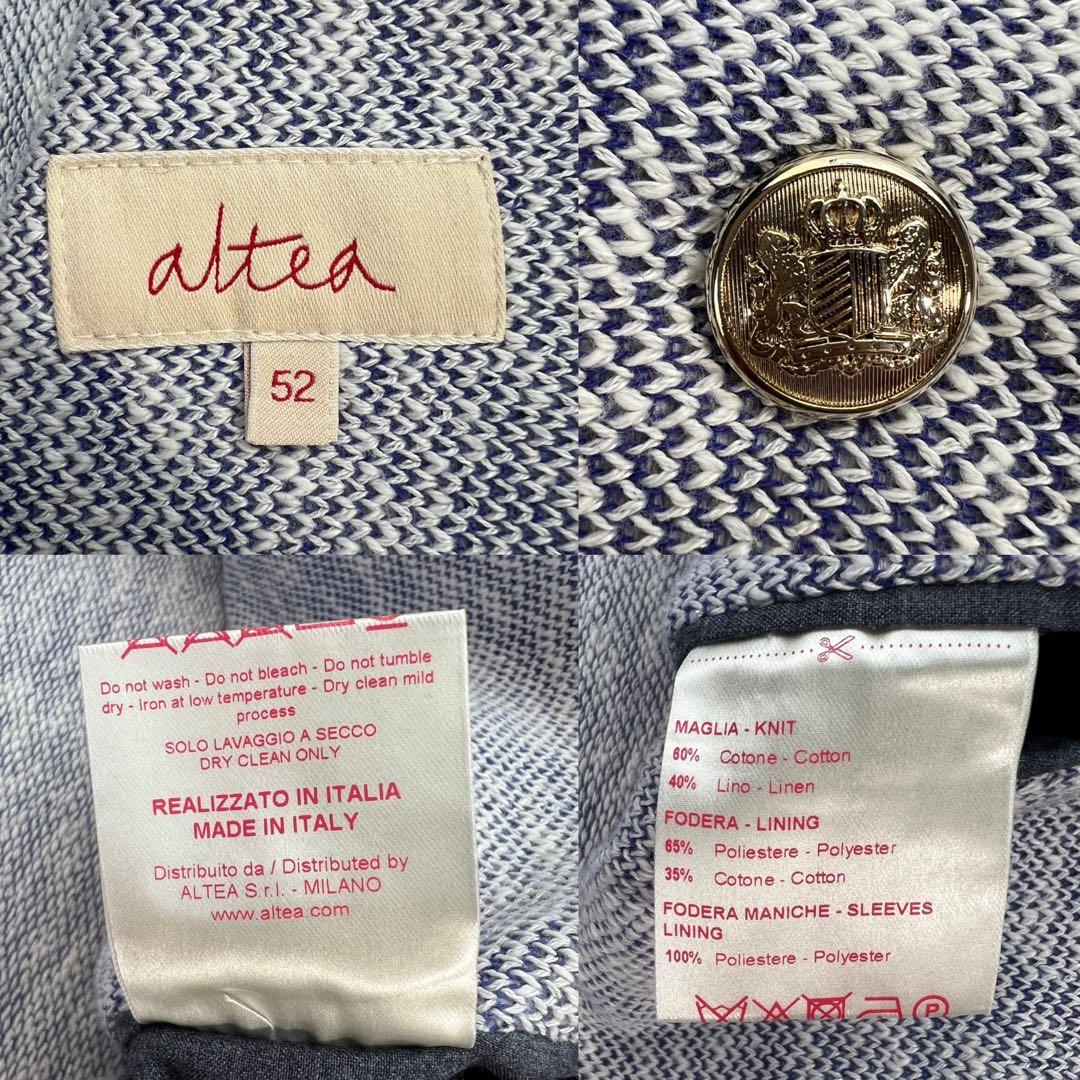 altea
52
Do not wash - Do not bleach - Do not tumble
dry - Iron at low temperature - Dry clean mild
process
SOLO LAVAGGIO A SECCO
DRY CLEAN ONLY
REALIZZATO IN ITALIA
MADE IN ITALY
Distribuito da / Distributed by
ALTEA S.r.l. - MILANO
www.altea.com
MAGLIA - KNIT
60% Cotone - Cotton
40% Lino - Linen
FODERA - LINING
65% Poliestere - Polyester
35% Cotone - Cotton
FODERA MANICHE - SLEEVES
LINING
100% Poliestere - Polyester
P